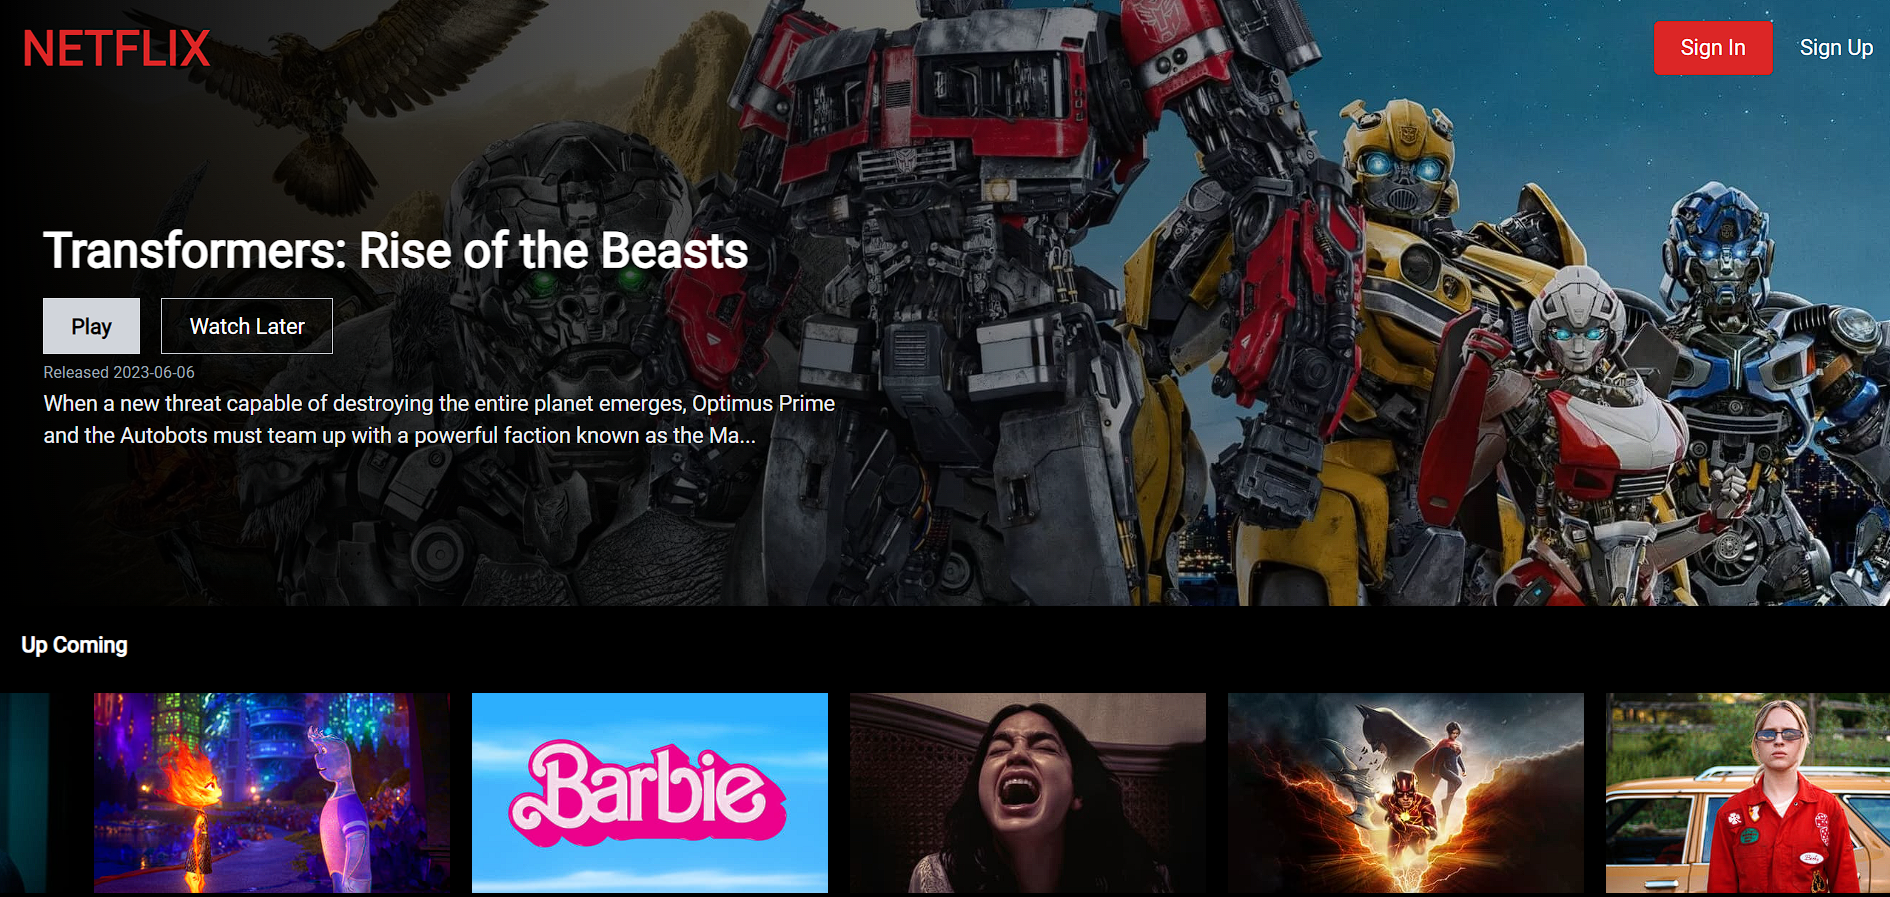 NETFLIX
Sign In
Sign Up
Transformers: Rise of the Beasts
Play
Watch Later
Released 2023-06-06
When a new threat capable of destroying the entire planet emerges, Optimus Prime
and the Autobots must team up with a powerful faction known as the Ma...
Up Coming
Barbie